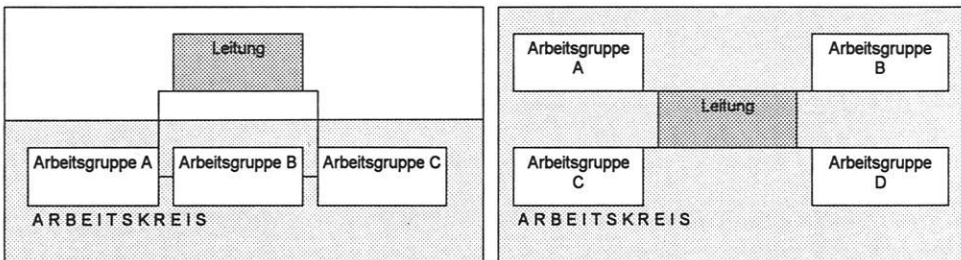 Leitung
Arbeitsgruppe A
Arbeitsgruppe B
Arbeitsgruppe C
ARBEITSKREIS
Arbeitsgruppe
A
Arbeitsgruppe
B
Leitung
Arbeitsgruppe
C
Arbeitsgruppe
D
ARBEITSKREIS